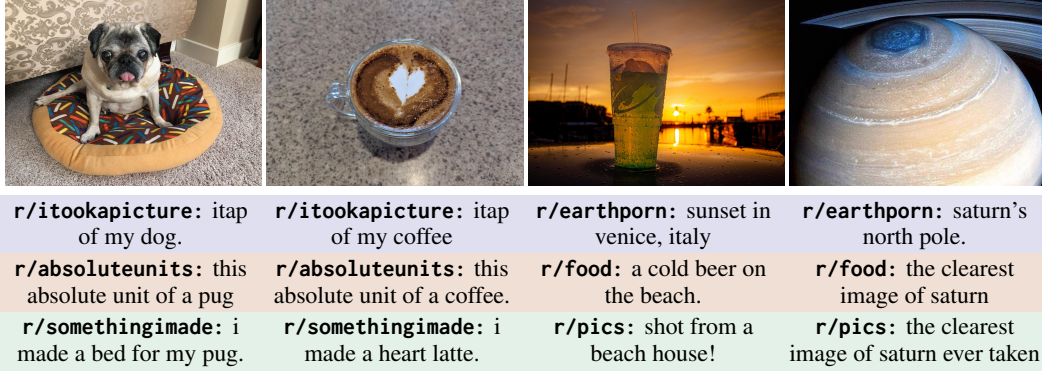 r/itookapicture: itap
of my dog.
r/itookapicture: itap
of my coffee
r/earthporn: sunset in
venice, italy
r/earthporn: saturn's
north pole.
r/absoluteunits: this
absolute unit of a pug
r/absoluteunits: this
absolute unit of a coffee.
r/food: a cold beer on
the beach.
r/food: the clearest
image of saturn
r/somethingimade: i
made a bed for my pug.
r/somethingimade: i
made a heart latte.
r/pics: shot from a
beach house!
r/pics: the clearest
image of saturn ever taken